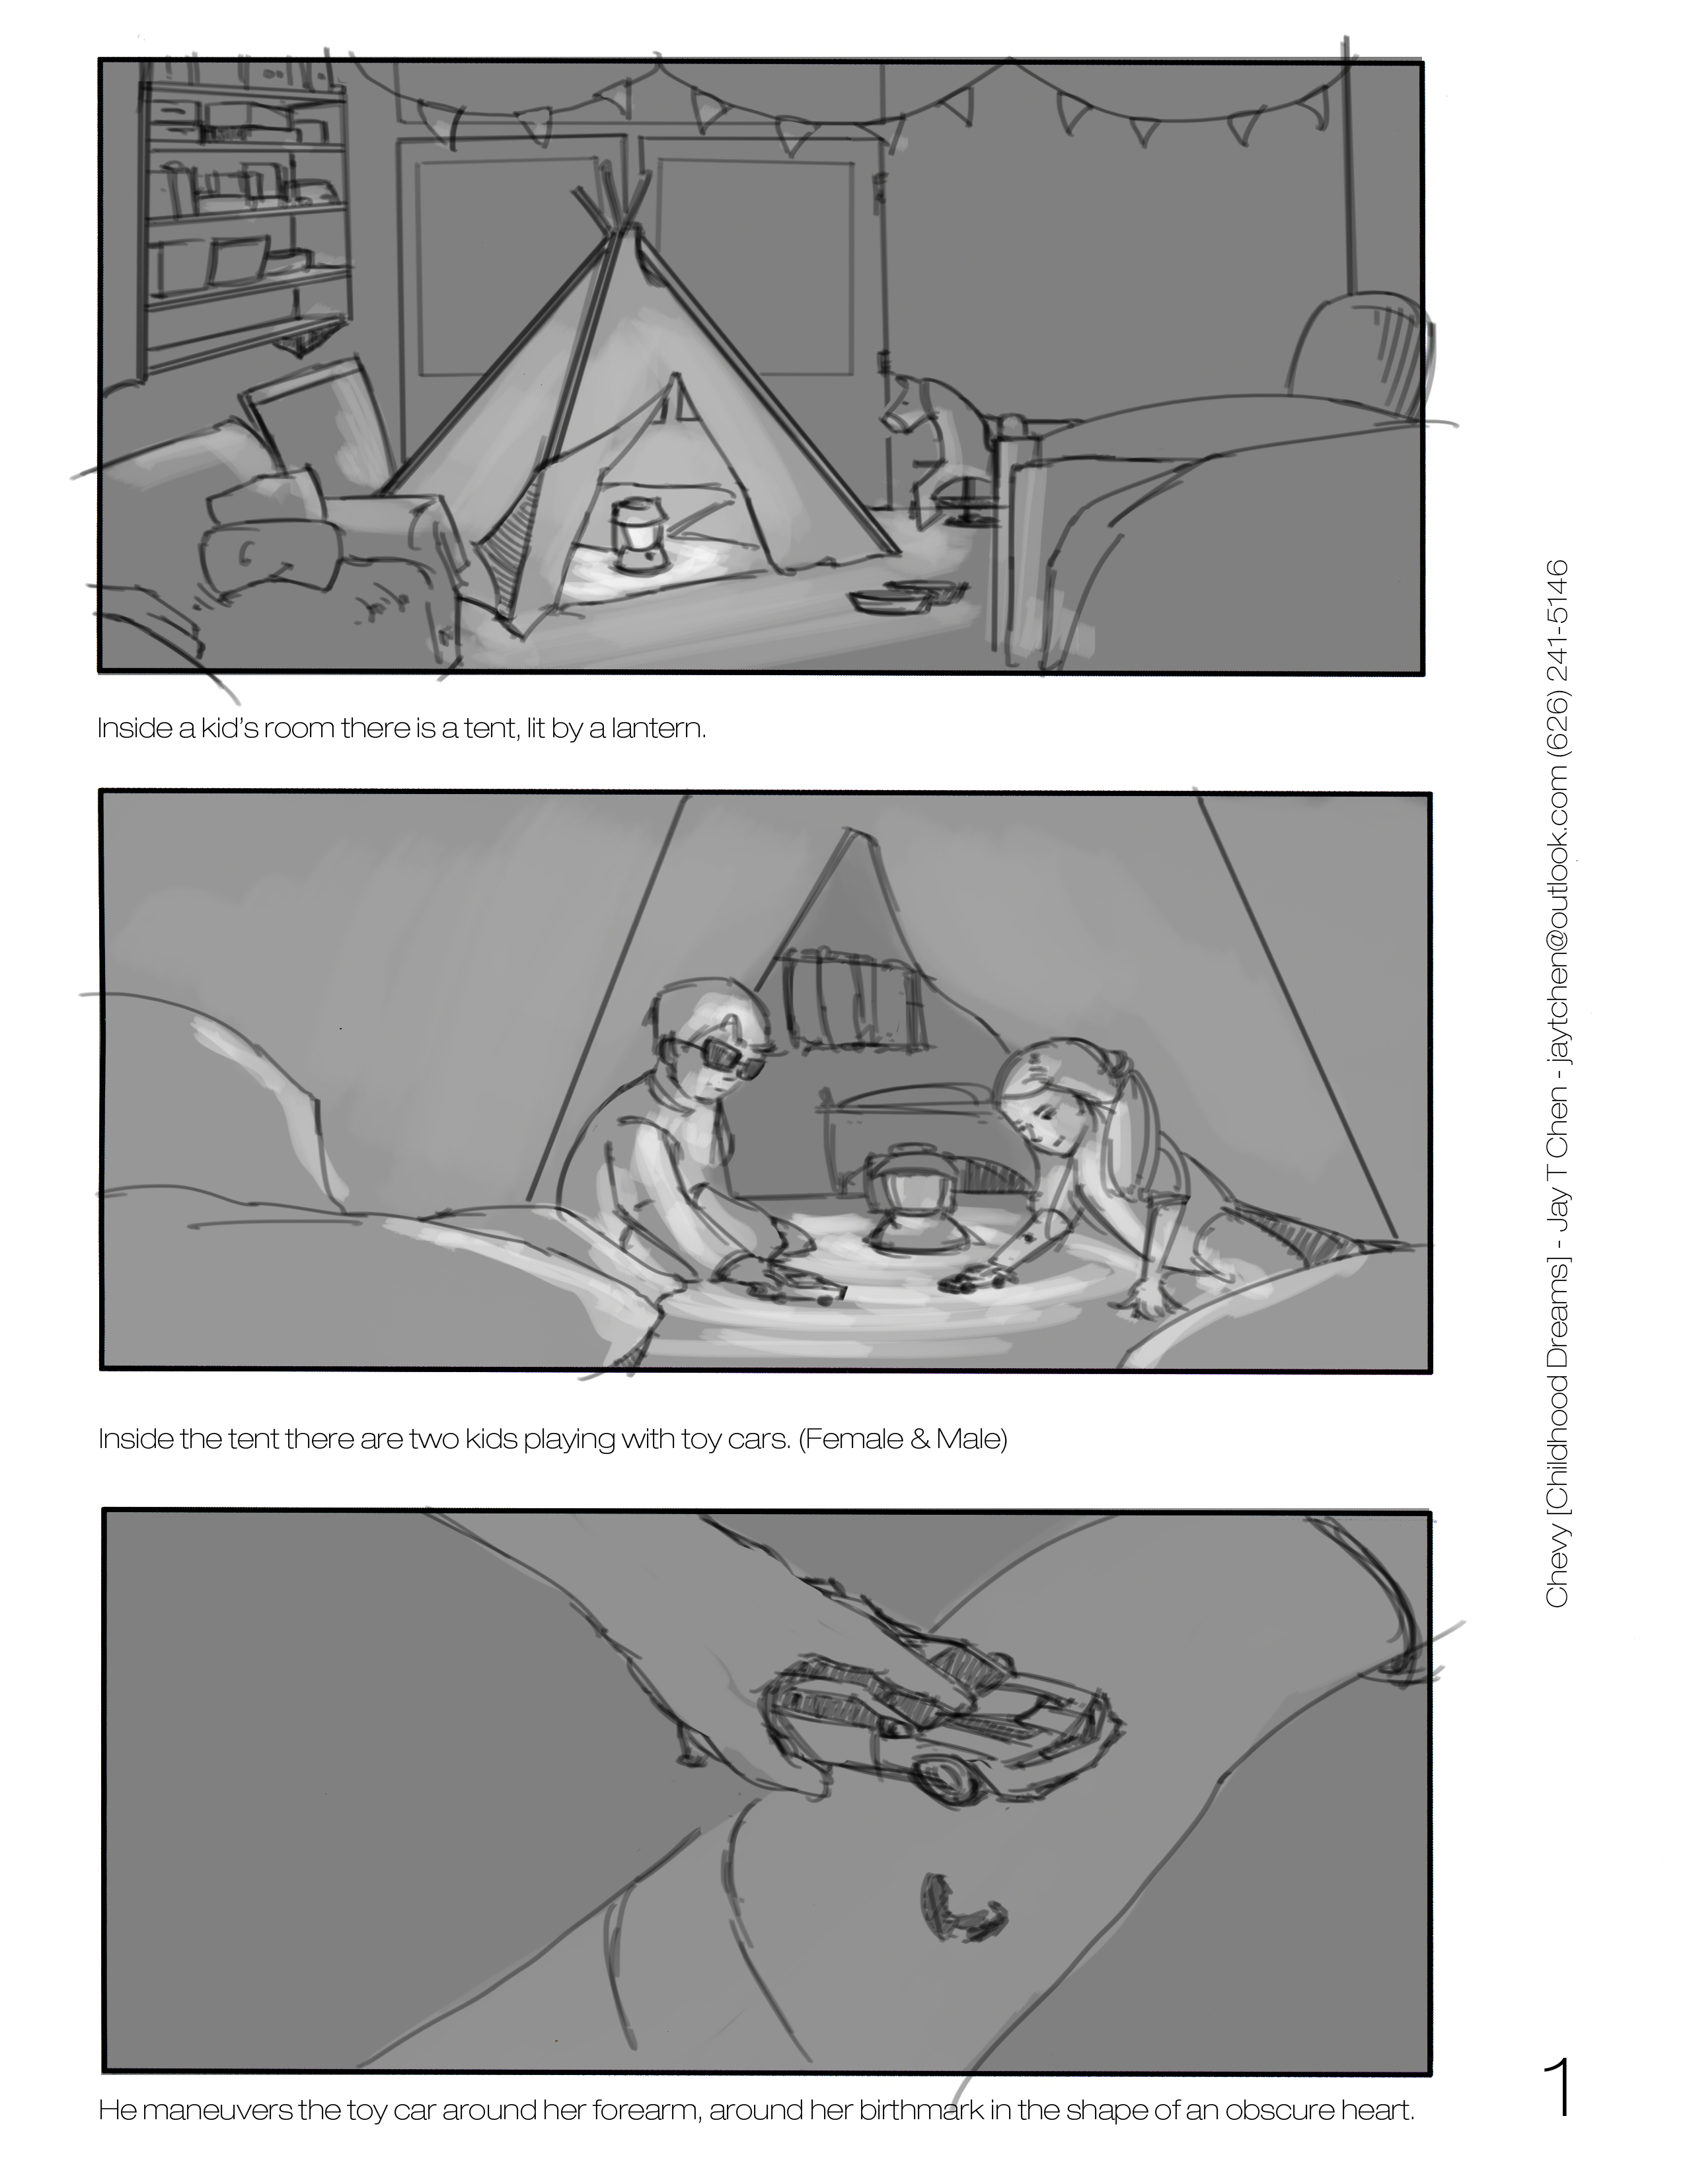 Inside a kid's room there is a tent, lit by a lantern.
Inside the tent there are two kids playing with toy cars. (Female & Male)
He maneuvers the toy car around her forearm, around her birthmark in the shape of an obscure heart.
Chevy [Childhood Dreams] - Jay T Chen - jaytchen@outlook.com (626) 241-5146
1